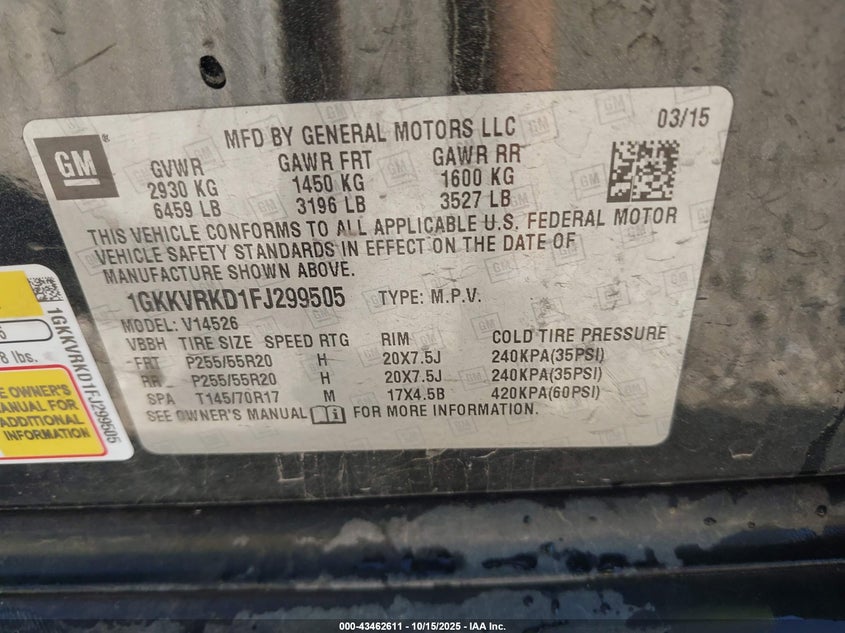 GM
MFD BY GENERAL MOTORS LLC
03/15
GVWR GAWR FRT GAWR RR
2930 KG 1450 KG 1600 KG
6459 LB 3196 LB 3527 LB
THIS VEHICLE CONFORMS TO ALL APPLICABLE U.S. FEDERAL MOTOR
VEHICLE SAFETY STANDARDS IN EFFECT ON THE DATE OF
MANUFACTURE SHOWN ABOVE.
1GKKVRKD1FJ299505 TYPE: M.P.V.
MODEL: V14526
VBBH TIRE SIZE SPEED RTG RIM COLD TIRE PRESSURE
FRT P255/55R20 H 20X7.5J 240KPA(35PSI)
RR P255/55R20 H 20X7.5J 240KPA(35PSI)
SPA T145/70R17 M 17X4.5B 420KPA(60PSI)
SEE OWNER'S MANUAL FOR MORE INFORMATION.
1GKKVRKD1FJ299505
8 lbs.
OWNER'S
MANUAL FOR
ADDITIONAL
INFORMATION
000-43462611 - 10/15/2025 - IAA Inc.